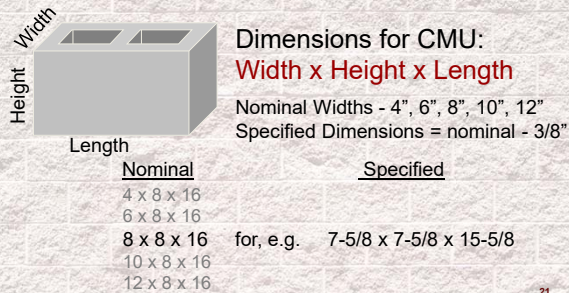 Width
Height
Length
Dimensions for CMU:
Width x Height x Length
Nominal Widths - 4”, 6”, 8”, 10”, 12”
Specified Dimensions = nominal - 3/8”
Nominal Specified
4 x 8 x 16
6 x 8 x 16
8 x 8 x 16 for, e.g. 7-5/8 x 7-5/8 x 15-5/8
10 x 8 x 16
12 x 8 x 16
21